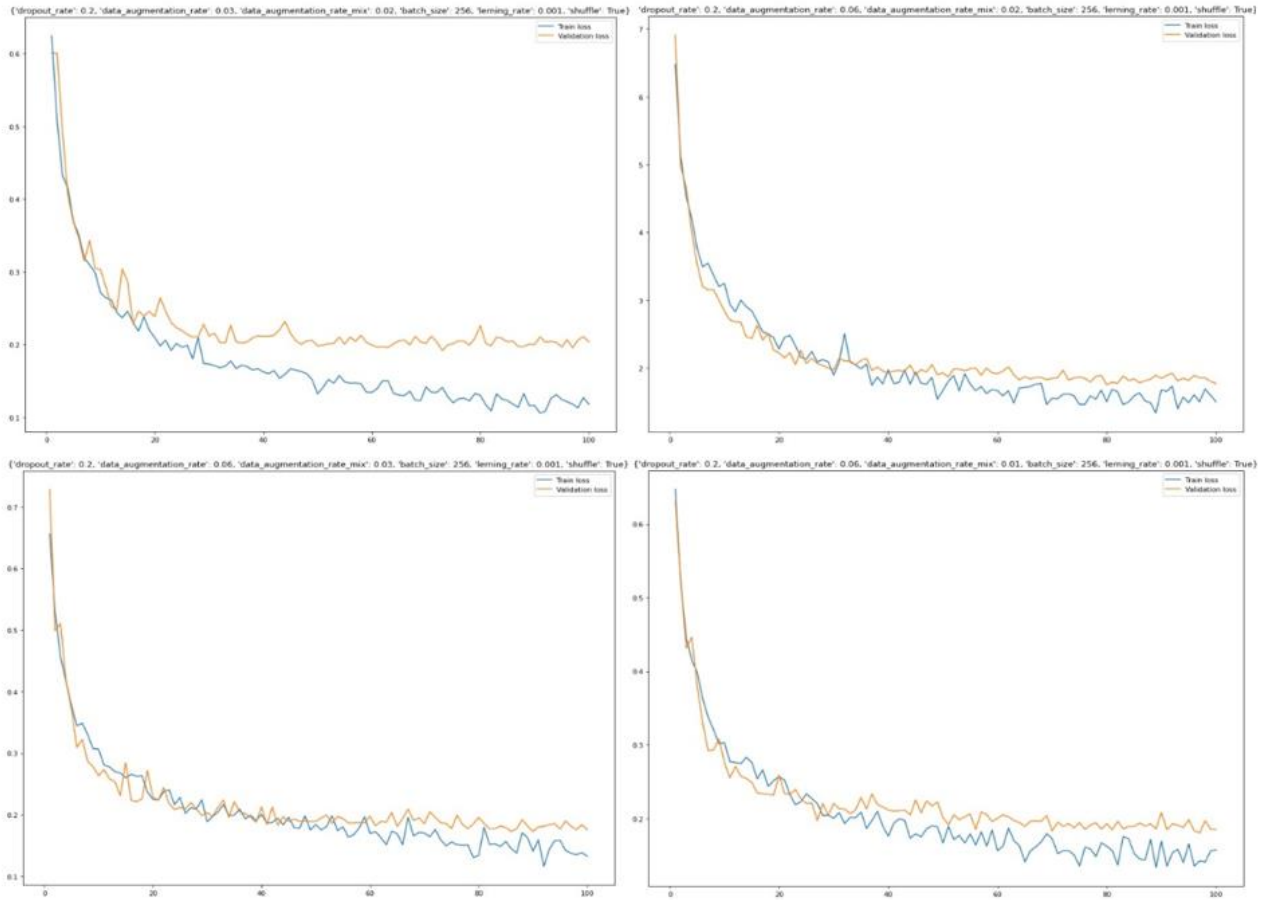 {'dropout_rate': 0.2, 'data_augmentation_rate': 0.03, 'data_augmentation_rate_mix': 0.02, 'batch_size': 256, 'lerning_rate': 0.001, 'shuffle': True}
Train loss
Validation loss
0.6
0.5
0.4
0.3
0.2
0.1
0 20 40 60 80 100
'dropout_rate': 0.2, 'data_augmentation_rate': 0.06, 'data_augmentation_rate_mix': 0.02, 'batch_size': 256, 'lerning_rate': 0.001, 'shuffle': True}
Train loss
Validation loss
7
6
5
4
3
2
0 20 40 60 80 100
{'dropout_rate': 0.2, 'data_augmentation_rate': 0.06, 'data_augmentation_rate_mix': 0.03, 'batch_size': 256, 'lerning_rate': 0.001, 'shuffle': True}
Train loss
Validation loss
0.7
0.6
0.5
0.4
0.3
0.2
0.1
0 20 40 60 80 100
{'dropout_rate': 0.2, 'data_augmentation_rate': 0.06, 'data_augmentation_rate_mix': 0.01, 'batch_size': 256, 'lerning_rate': 0.001, 'shuffle': True}
Train loss
Validation loss
0.6
0.5
0.4
0.3
0.2
0 20 40 60 80 100